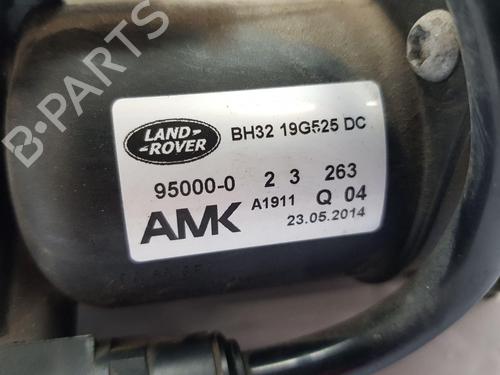 B-PARTS
LAND-
-ROVER
BH32 19G525 DC
95000-0 2 3 263
AMK A1911 Q 04
23.05.2014